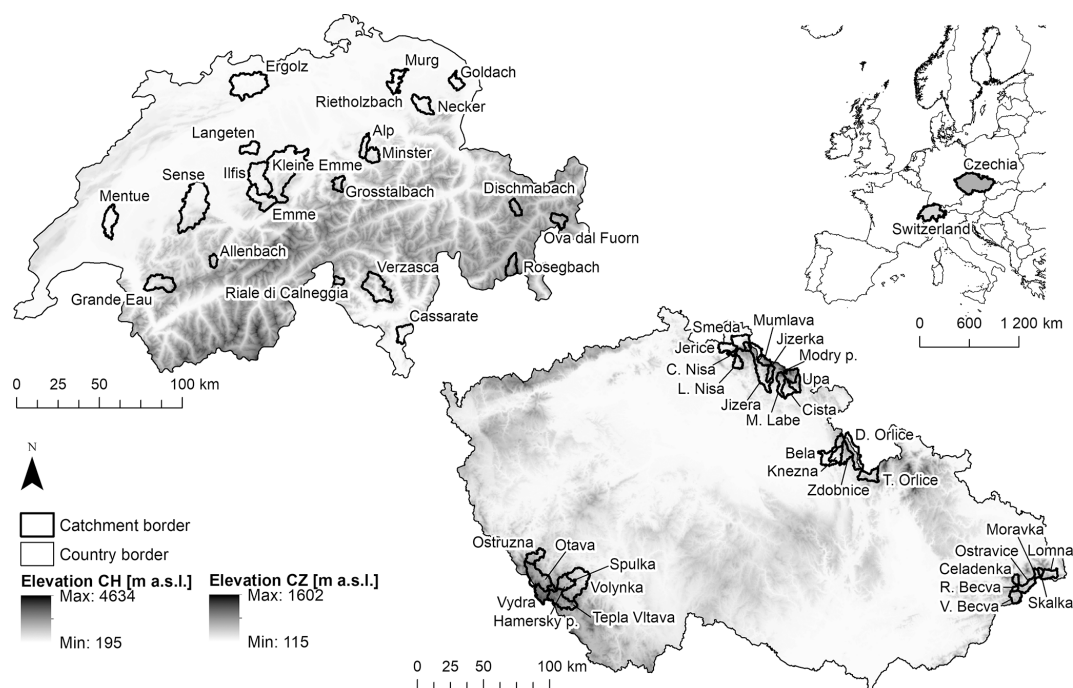 Ergolz
Murg
Goldach
Rietholzbach
Necker
Langeten
Alp
Minster
Sense
Ilfis
Kleine Emme
Mentue
Grosstalbach
Dischmabach
Emme
Ova dal Fuorn
Allenbach
Verzasca
Rosegbach
Grande Eau
Riale di Calneggia
Cassarate
0 25 50 100 km
Czechia
Switzerland
0 600 1 200 km
N
Catchment border
Country border
Elevation CH [m a.s.l.]
Max: 4634
Min: 195
Elevation CZ [m a.s.l.]
Max: 1602
Min: 115
Smeda
Mumlava
Jerice
Jizerka
C. Nisa
Modry p.
L. Nisa
Upa
Jizera
Cista
M. Labe
D. Orlice
Bela
Knezna
T. Orlice
Zdobnice
Moravka
Ostruzna
Otava
Ostravice
Lomna
Spulka
Celadenka
Volynka
R. Becva
Vydra
V. Becva
Skalka
Hamersky p.
Tepla Vltava
0 25 50 100 km